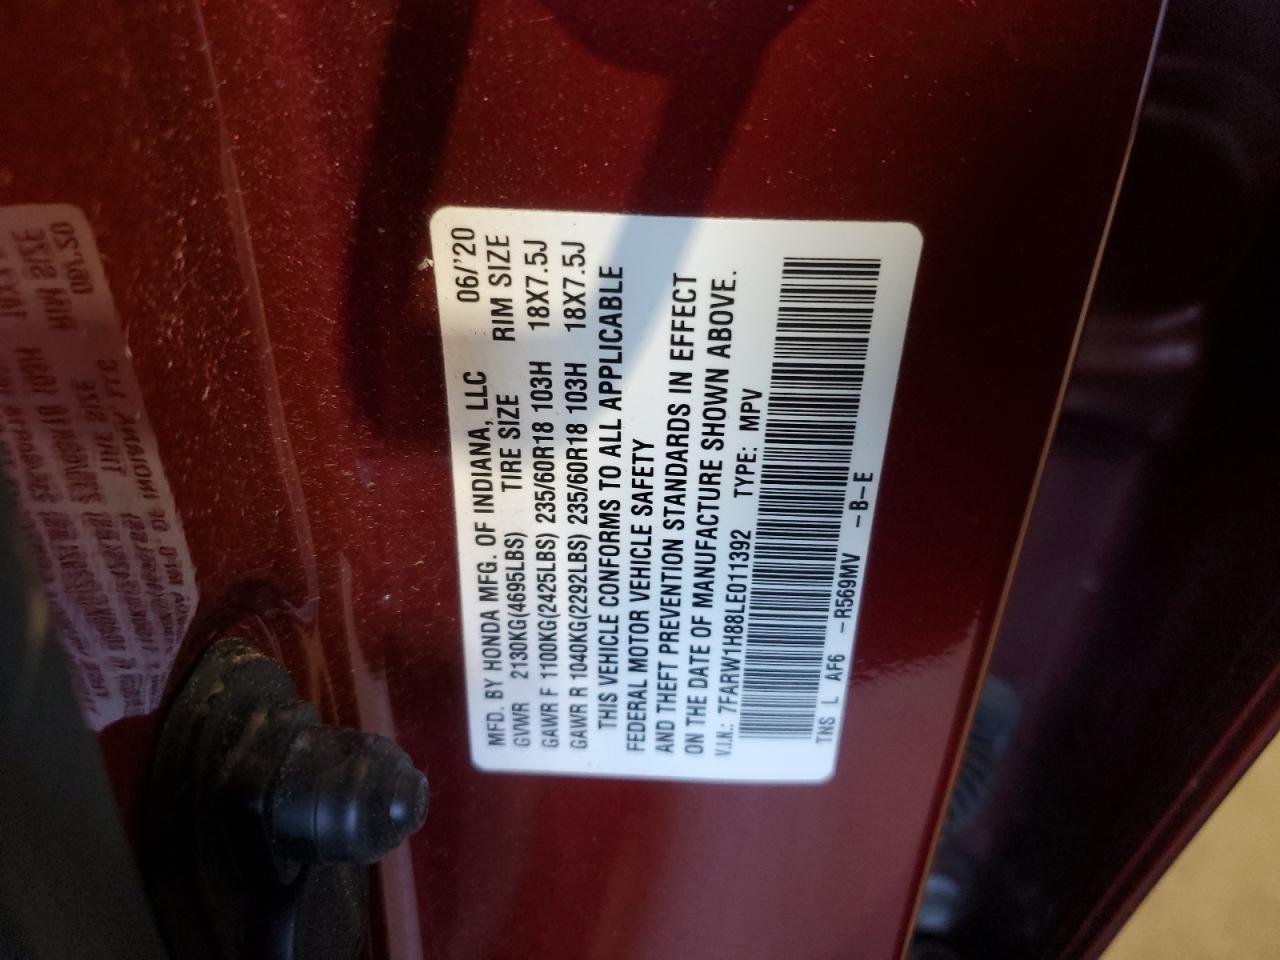 MFD. BY HONDA MFG. OF INDIANA, LLC 06/'20
GVWR 2130KG(4695LBS) TIRE SIZE RIM SIZE
GAWR F 1100KG(2425LBS) 235/60R18 103H 18X7.5J
GAWR R 1040KG(2292LBS) 235/60R18 103H 18X7.5J
THIS VEHICLE CONFORMS TO ALL APPLICABLE
FEDERAL MOTOR VEHICLE SAFETY
AND THEFT PREVENTION STANDARDS IN EFFECT
ON THE DATE OF MANUFACTURE SHOWN ABOVE.
V.I.N.: 7FARW1H88LE011392 TYPE: MPV
TNS L AF6 -R569MV -B-E